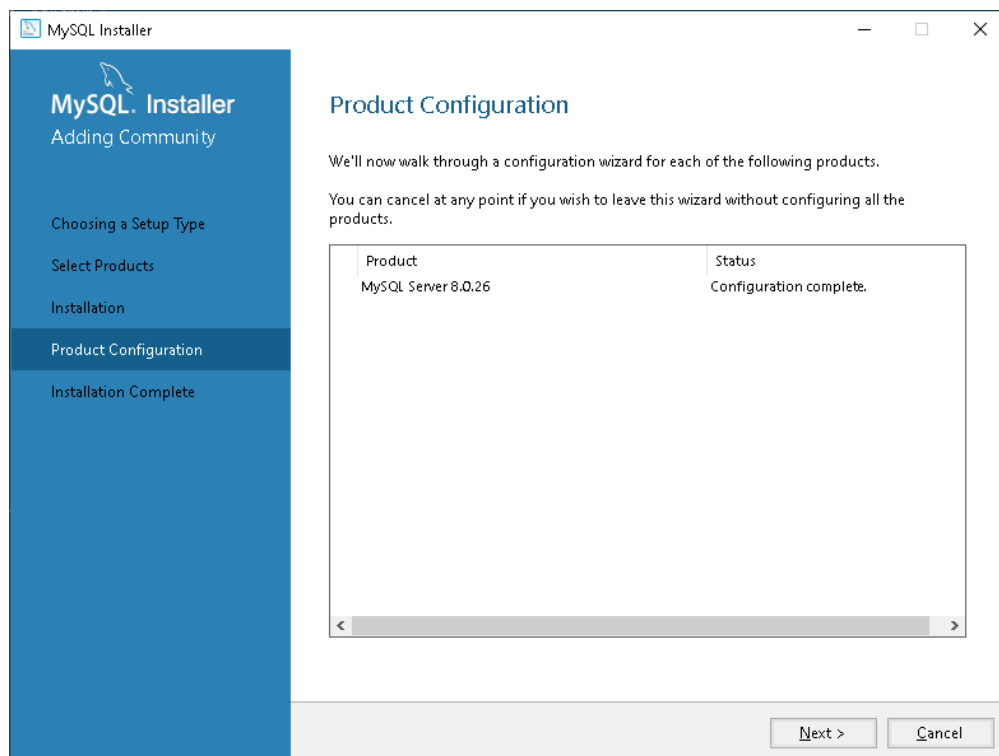 MySQL Installer
MySQL. Installer
Adding Community
Choosing a Setup Type
Select Products
Installation
Product Configuration
Installation Complete
Product Configuration
We'll now walk through a configuration wizard for each of the following products.
You can cancel at any point if you wish to leave this wizard without configuring all the
products.
Product Status
MySQL Server 8.0.26 Configuration complete.
Next > Cancel